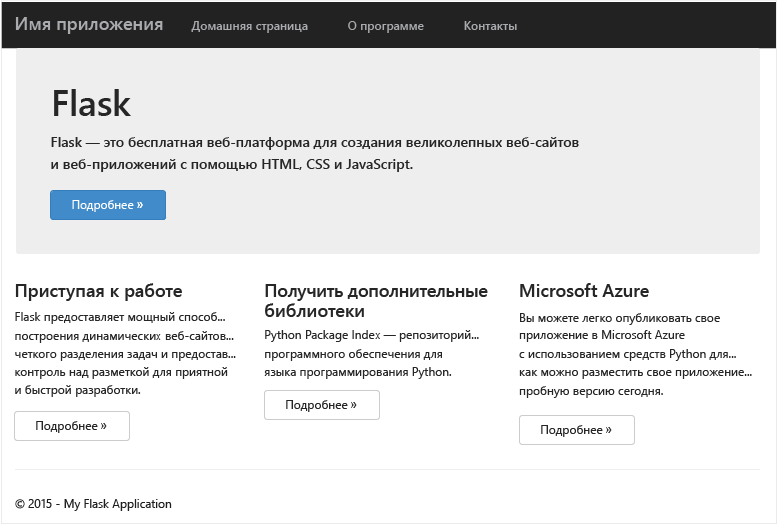 Имя приложения Домашняя страница О программе Контакты
Flask
Flask — это бесплатная веб-платформа для создания великолепных веб-сайтов
и веб-приложений с помощью HTML, CSS и JavaScript.
Подробнее »
Приступая к работе
Flask предоставляет мощный способ...
построения динамически х веб-сайтов...
четкого разделения задач и предостав...
контроль над разметкой для приятной
и быстрой разработки.
Подробнее »
Получить дополнительные
библиотеки
Python Package Index — репозиторий...
программного обеспечения для
языка программирования Python.
Подробнее »
Microsoft Azure
Вы можете легко опубликовать свое
приложение в Microsoft Azure
с использованием средств Python для...
как можно разместить свое приложение...
пробную версию сегодня.
Подробнее »
© 2015 - My Flask Application